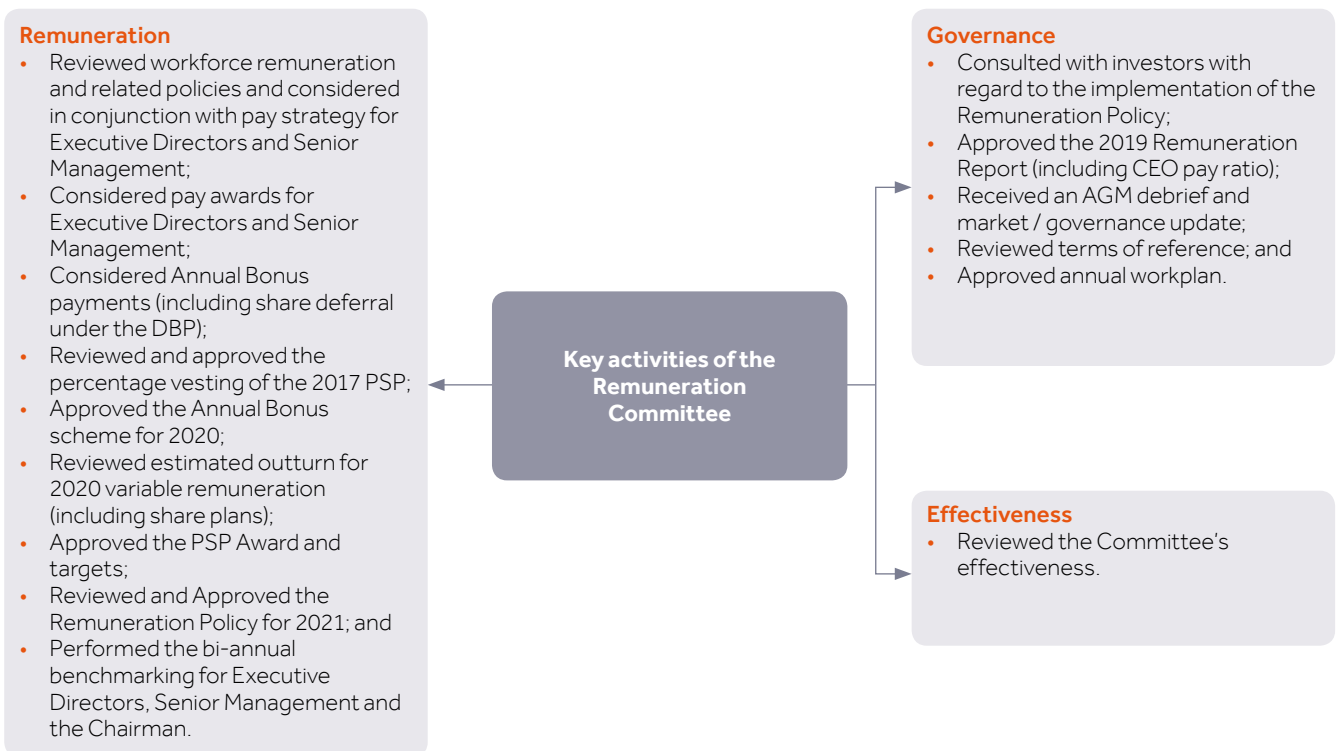 Remuneration
• Reviewed workforce remuneration
and related policies and considered
in conjunction with pay strategy for
Executive Directors and Senior
Management;
• Considered pay awards for
Executive Directors and Senior
Management;
• Considered Annual Bonus
payments (including share deferral
under the DBP);
• Reviewed and approved the
percentage vesting of the 2017 PSP;
• Approved the Annual Bonus
scheme for 2020;
• Reviewed estimated outturn for
2020 variable remuneration
(including share plans);
• Approved the PSP Award and
targets;
• Reviewed and Approved the
Remuneration Policy for 2021; and
• Performed the bi-annual
benchmarking for Executive
Directors, Senior Management and
the Chairman.
Key activities of the
Remuneration
Committee
Governance
• Consulted with investors with
regard to the implementation of the
Remuneration Policy;
• Approved the 2019 Remuneration
Report (including CEO pay ratio);
• Received an AGM debrief and
market / governance update;
• Reviewed terms of reference; and
• Approved annual workplan.
Effectiveness
• Reviewed the Committee's
effectiveness.